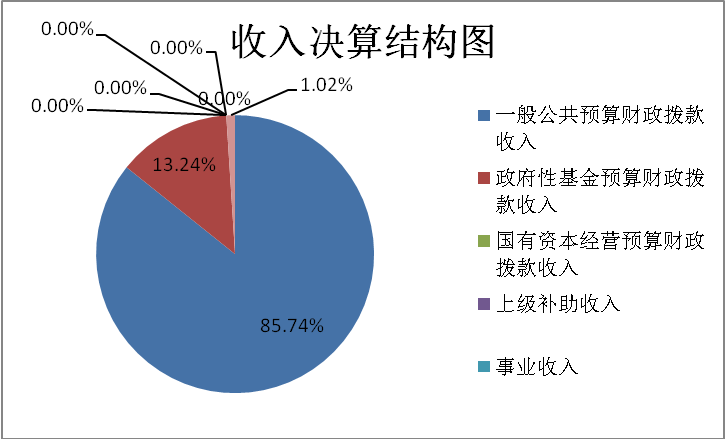 收入决算结构图
0.00%
0.00%
0.00%
0.00%
0.00%
1.02%
13.24%
85.74%
一般公共预算财政拨款
收入
政府性基金预算财政拨
款收入
国有资本经营预算财政
拨款收入
上级补助收入
事业收入